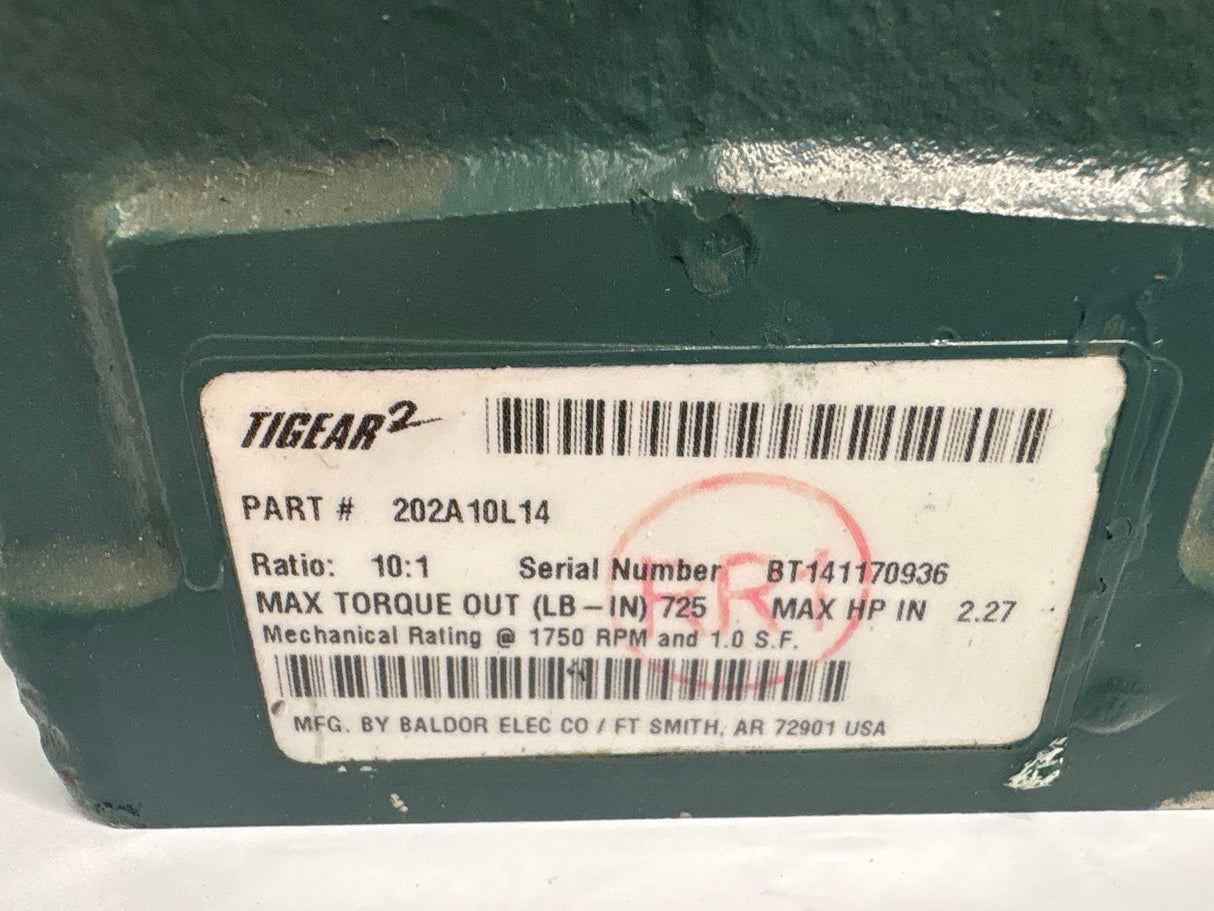 TIGEAR2
PART # 202A10L14
Ratio: 10:1 Serial Number BT141170936
MAX TORQUE OUT (LB-IN) 725 MAX HP IN 2.27
Mechanical Rating @ 1750 RPM and 1.0 S.F.
MFG. BY BALDOR ELEC CO / FT SMITH, AR 72901 USA